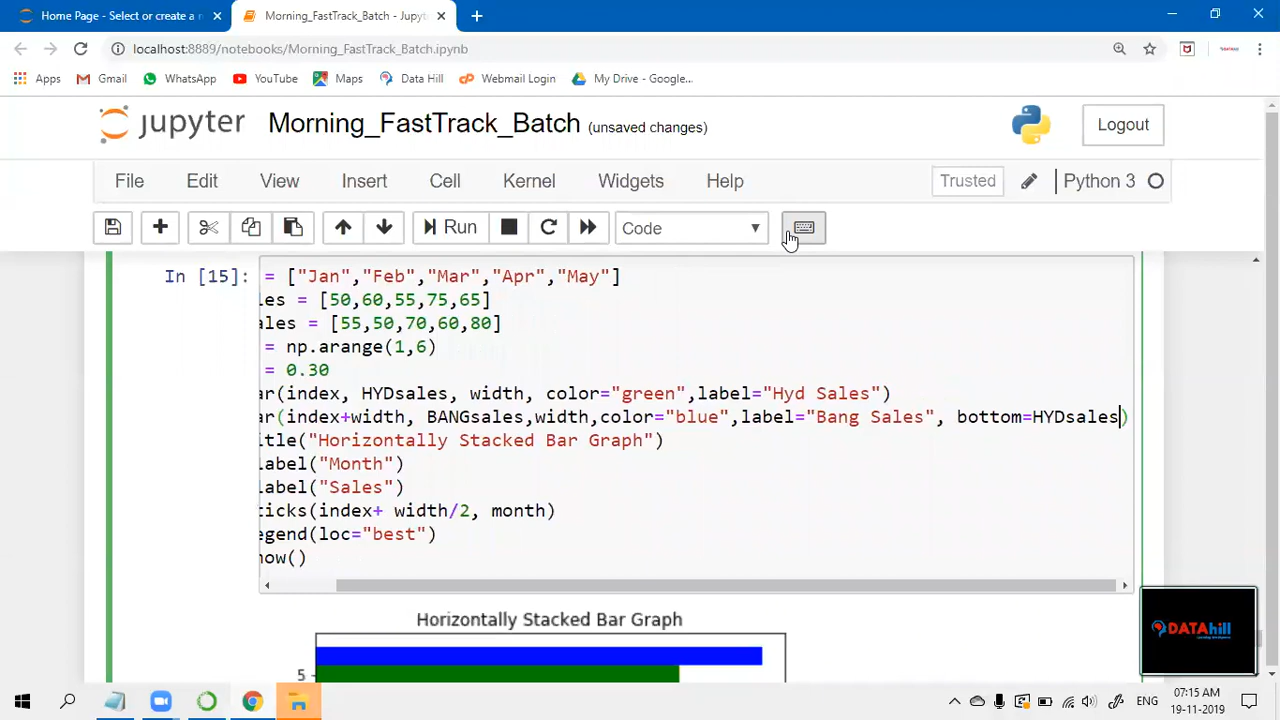 Home Page - Select or create a n
Morning_FastTrack_Batch - Jupyt
localhost:8889/notebooks/Morning_FastTrack_Batch.ipynb
Apps Gmail WhatsApp YouTube Maps Data Hill Webmail Login My Drive - Google...
jupyter Morning_FastTrack_Batch (unsaved changes) Logout
File Edit View Insert Cell Kernel Widgets Help Trusted Python 3
Run Code
In [15]: = ["Jan","Feb","Mar","Apr","May"]
les = [50,60,55,75,65]
ales = [55,50,70,60,80]
= np.arange(1,6)
= 0.30
ar(index, HYDsales, width, color="green",label="Hyd Sales")
ar(index+width, BANGsales,width,color="blue",label="Bang Sales", bottom=HYDsales)
itle("Horizontally Stacked Bar Graph")
label("Month")
label("Sales")
ticks(index+ width/2, month)
egend(loc="best")
how()
Horizontally Stacked Bar Graph
5
DATAhill
ENG
07:15 AM
19-11-2019